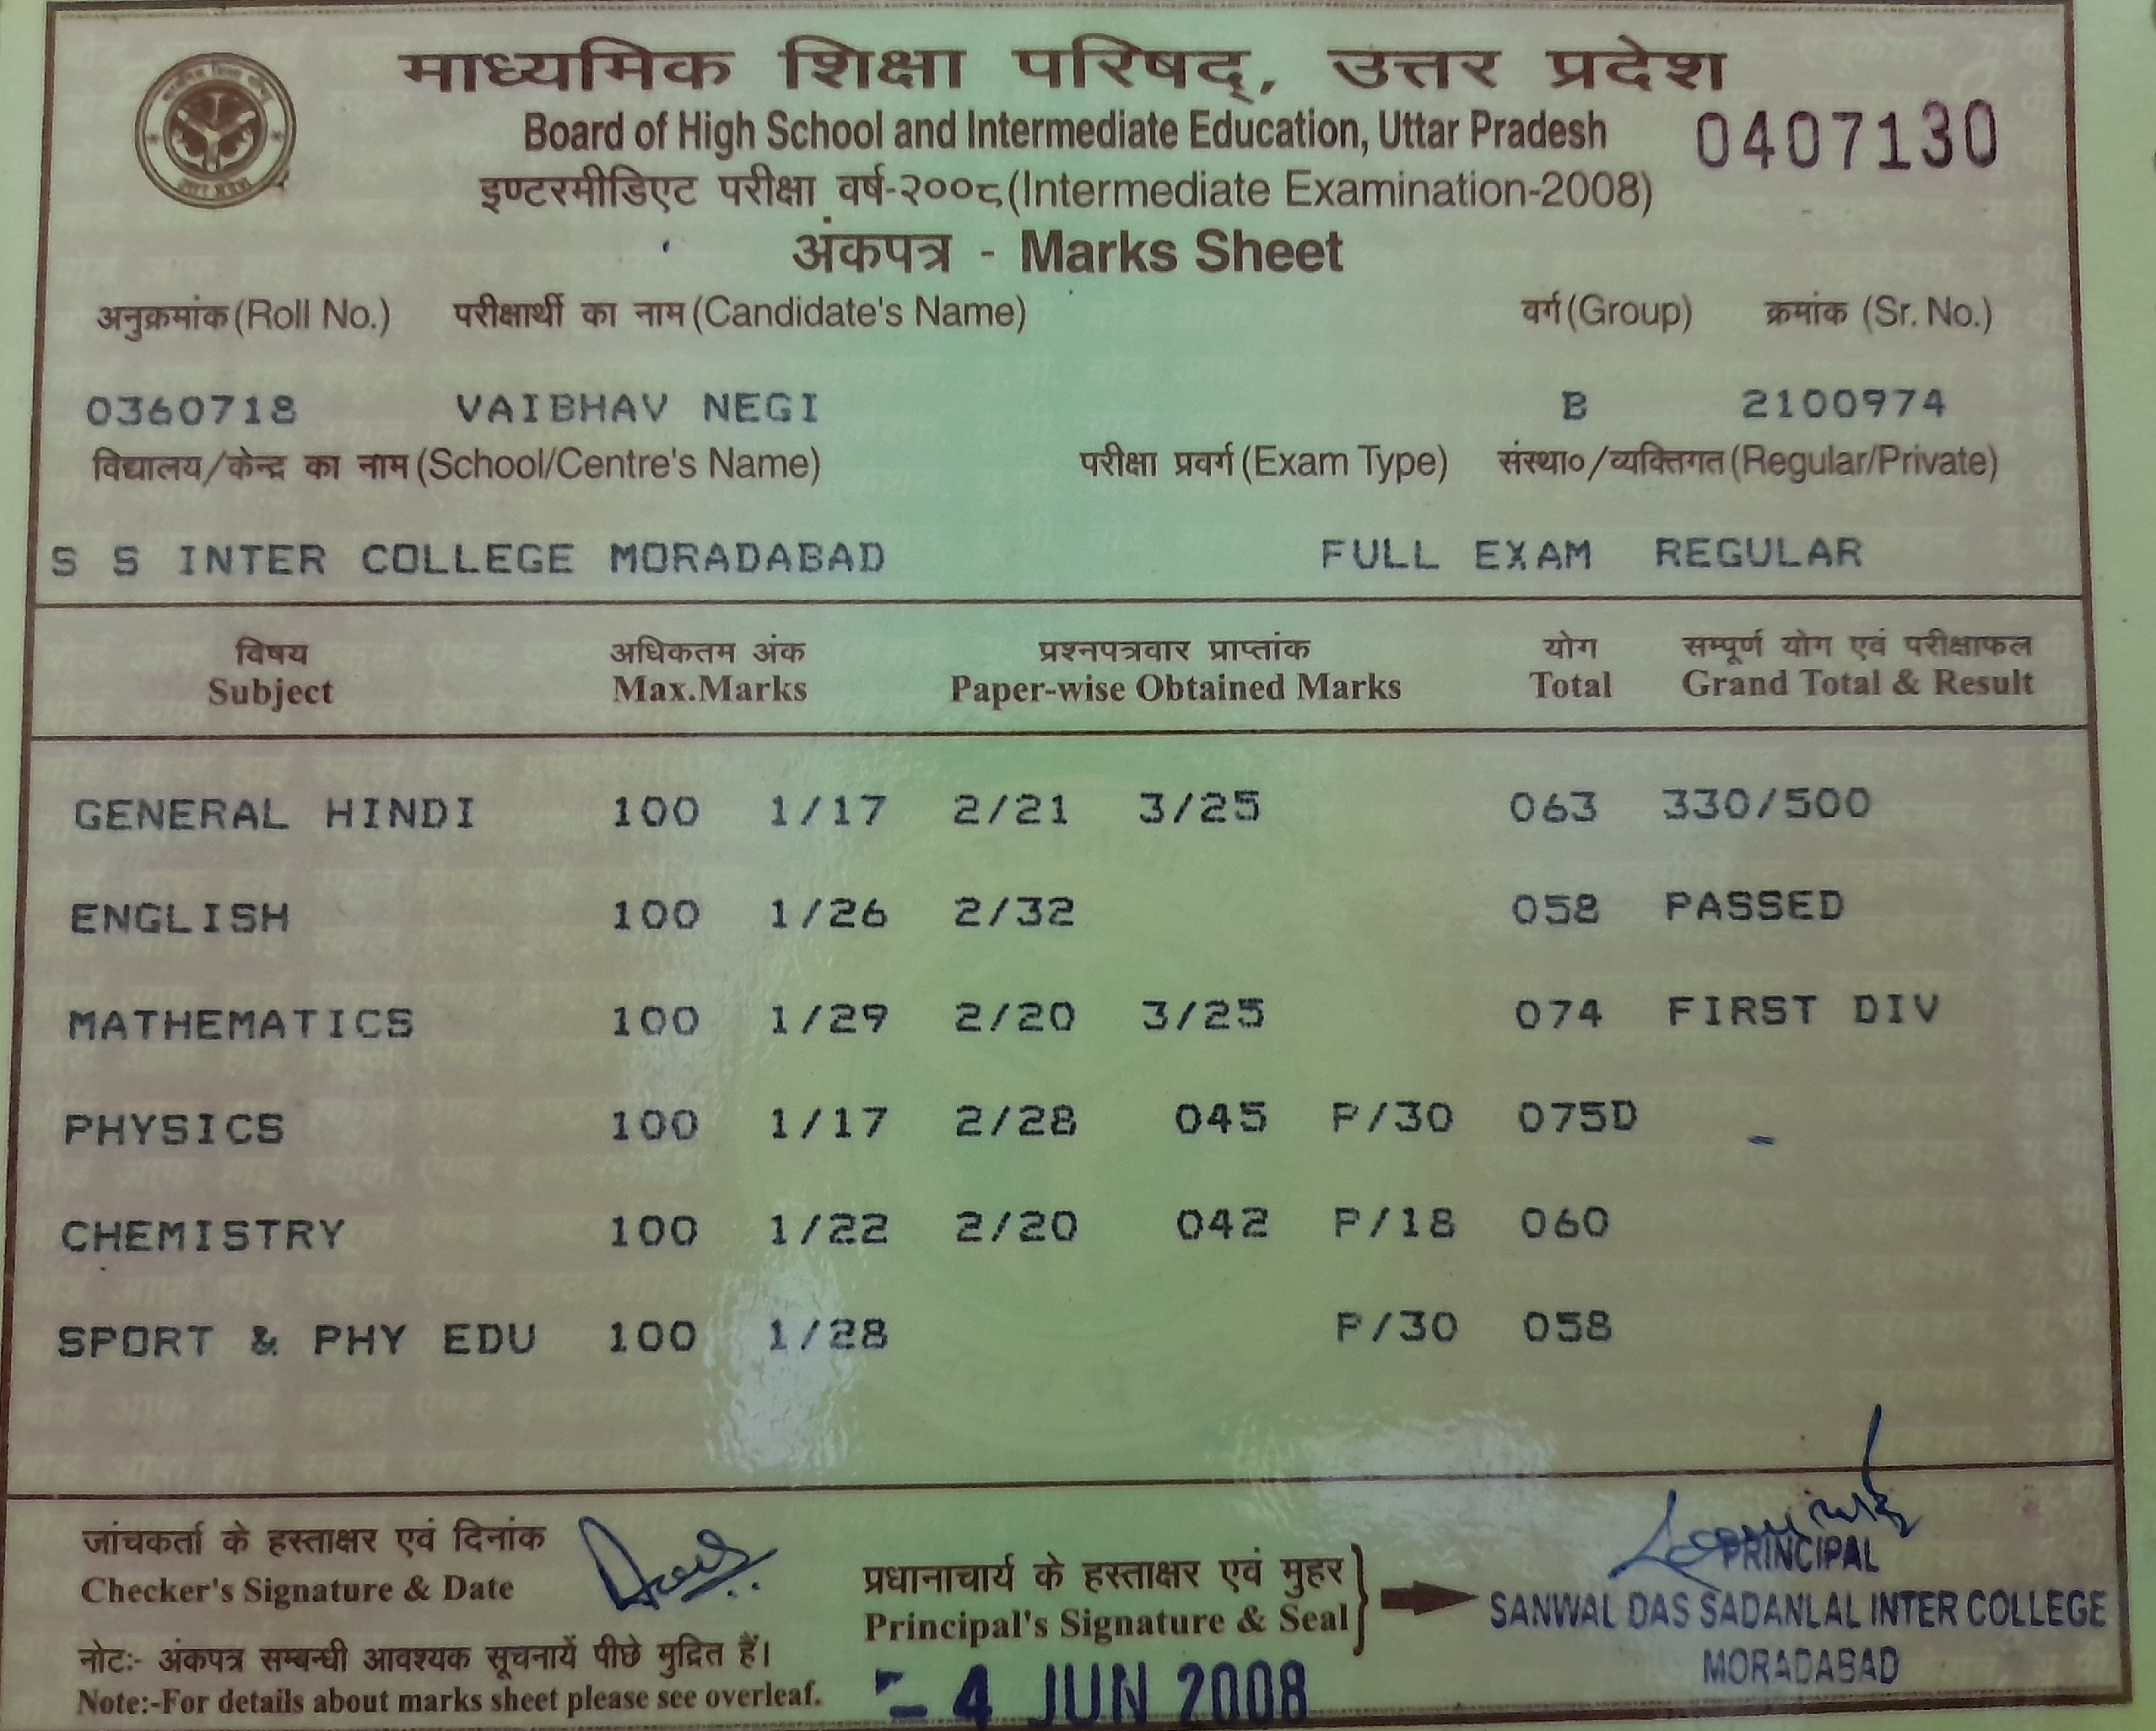 माध्यमिक शिक्षा परिषद्, उत्तर प्रदेश
Board of High School and Intermediate Education, Uttar Pradesh 0407130
इण्टरमीडिएट परीक्षा वर्ष-२००८ (Intermediate Examination-2008)
अंकपत्र - Marks Sheet
अनुक्रमांक (Roll No.) परीक्षार्थी का नाम (Candidate's Name) वर्ग (Group) क्रमांक (Sr. No.)
0360718 VAIBHAV NEGI B 2100974
विद्यालय/केन्द्र का नाम (School/Centre's Name) परीक्षा प्रवर्ग (Exam Type) संस्था०/व्यक्तिगत (Regular/Private)
S S INTER COLLEGE MORADABAD FULL EXAM REGULAR
विषय अधिकतम अंक प्रश्नपत्रवार प्राप्तांक योग सम्पूर्ण योग एवं परीक्षाफल
Subject Max.Marks Paper-wise Obtained Marks Total Grand Total & Result
GENERAL HINDI 100 1/17 2/21 3/25 063 330/500
ENGLISH 100 1/26 2/32 058 PASSED
MATHEMATICS 100 1/29 2/20 3/25 074 FIRST DIV
PHYSICS 100 1/17 2/28 045 P/30 075D
CHEMISTRY 100 1/22 2/20 042 P/18 060
SPORT & PHY EDU 100 1/28 P/30 058
जांचकर्ता के हस्ताक्षर एवं दिनांक
Checker's Signature & Date
प्रधानाचार्य के हस्ताक्षर एवं मुहर
Principal's Signature & Seal
PRINCIPAL
SANWAL DAS SADANLAL INTER COLLEGE
MORADABAD
नोटः- अंकपत्र सम्बन्धी आवश्यक सूचनायें पीछे मुद्रित हैं।
Note:-For details about marks sheet please see overleaf.
- 4 JUN 2008